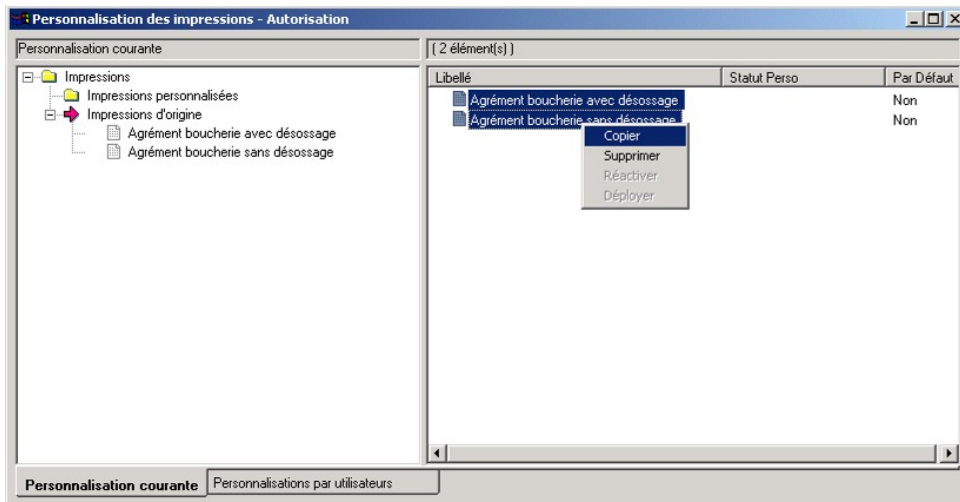 Personnalisation des impressions - Autorisation
Personnalisation courante
( 2 élément(s) )
Impressions
Impressions personnalisées
Impressions d'origine
Agrément boucherie avec désossage
Agrément boucherie sans désossage
Libellé Statut Perso Par Défaut
Agrément boucherie avec désossage Non
Agrément boucherie sans désossage Non
Copier
Supprimer
Réactiver
Déployer
Personnalisation courante Personnalisations par utilisateurs